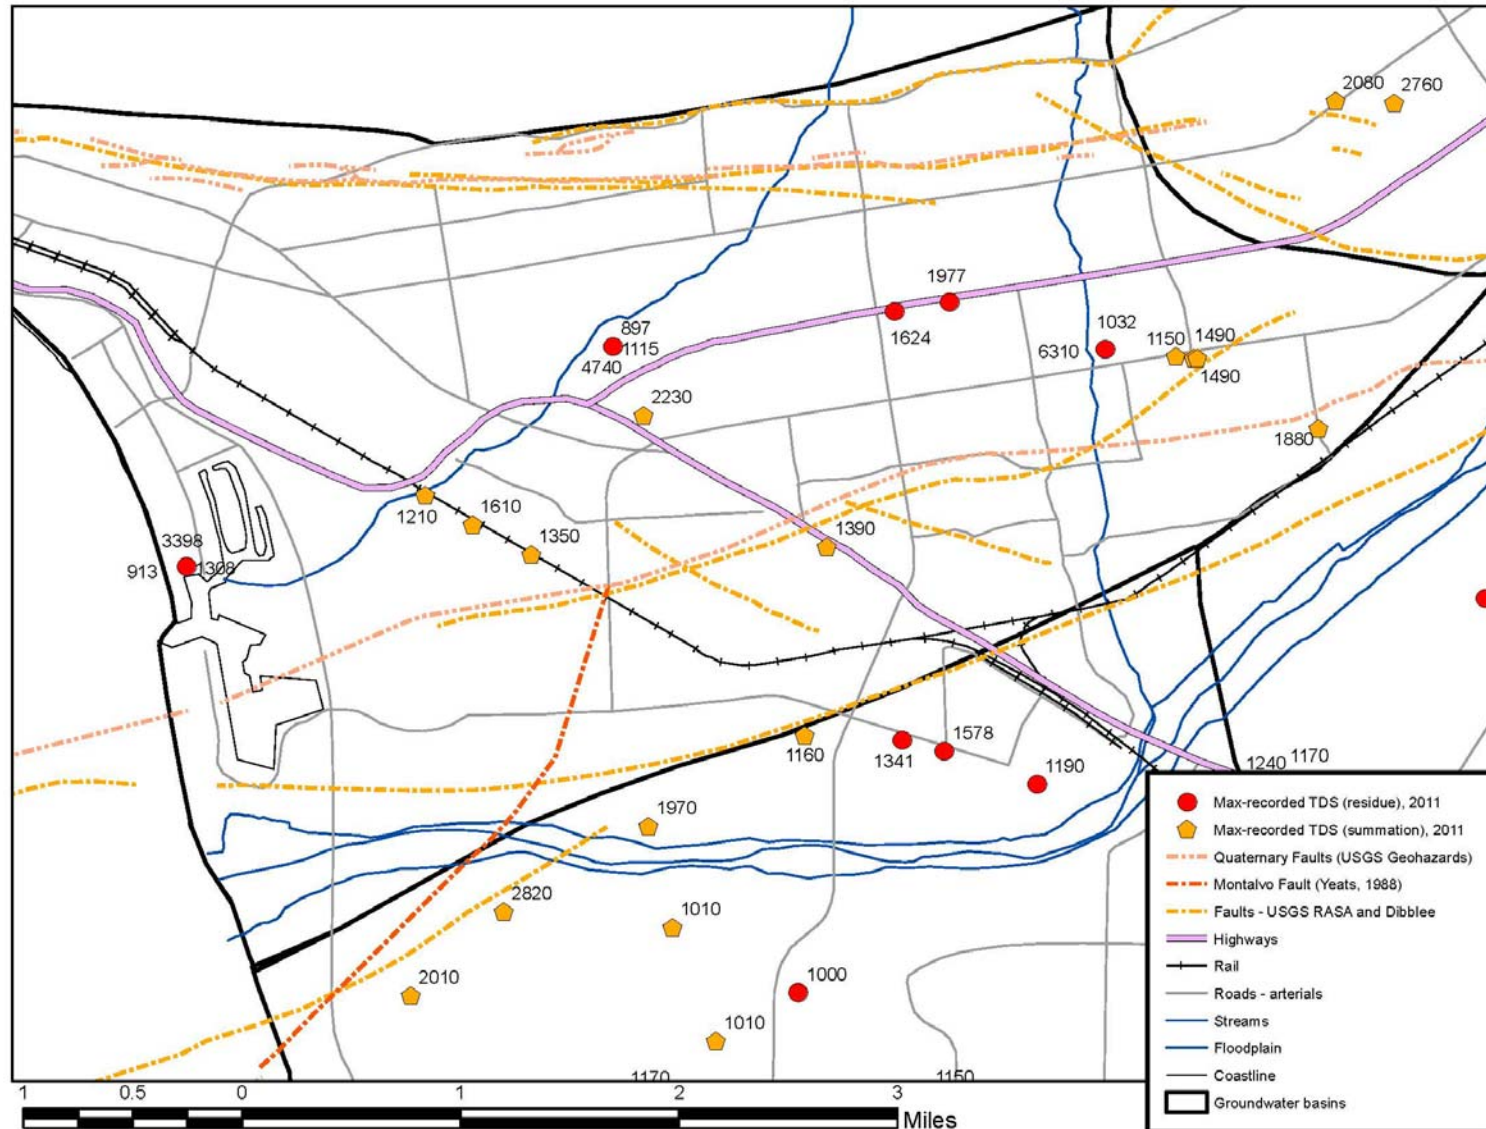 2080 2760
1977
1624
897
1115
4740
1032
6310
1150 1490
1490
2230
1880
1210
1610
1350
1390
3398
913 1308
1160
1341
1578
1190
1240 1170
1970
2820
1010
2010
1000
1010
1170
1150
Max-recorded TDS (residue), 2011
Max-recorded TDS (summation), 2011
Quaternary Faults (USGS Geohazards)
Montalvo Fault (Yeats, 1988)
Faults - USGS RASA and Dibblee
Highways
Rail
Roads - arterials
Streams
Floodplain
Coastline
Groundwater basins
1 0.5 0 1 2 3
Miles